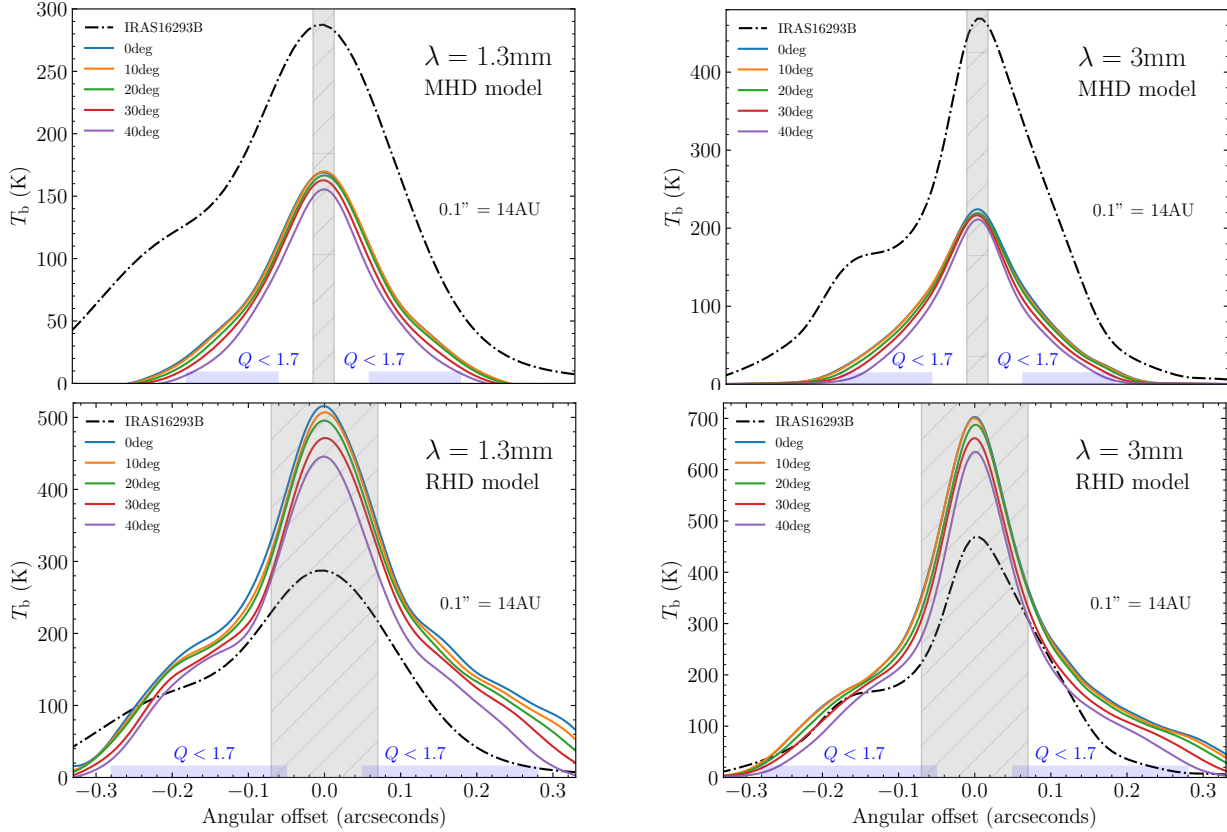 300
250
200
150
100
50
0
T_b (K)
IRAS16293B
0deg
10deg
20deg
30deg
40deg
λ = 1.3mm
MHD model
0.1” = 14AU
Q < 1.7
Q < 1.7
400
300
200
100
0
T_b (K)
IRAS16293B
0deg
10deg
20deg
30deg
40deg
λ = 3mm
MHD model
0.1” = 14AU
Q < 1.7
Q < 1.7
500
400
300
200
100
0
T_b (K)
IRAS16293B
0deg
10deg
20deg
30deg
40deg
λ = 1.3mm
RHD model
0.1” = 14AU
Q < 1.7
Q < 1.7
−0.3 −0.2 −0.1 0.0 0.1 0.2 0.3
Angular offset (arcseconds)
700
600
500
400
300
200
100
0
T_b (K)
IRAS16293B
0deg
10deg
20deg
30deg
40deg
λ = 3mm
RHD model
0.1” = 14AU
Q < 1.7
Q < 1.7
−0.3 −0.2 −0.1 0.0 0.1 0.2 0.3
Angular offset (arcseconds)